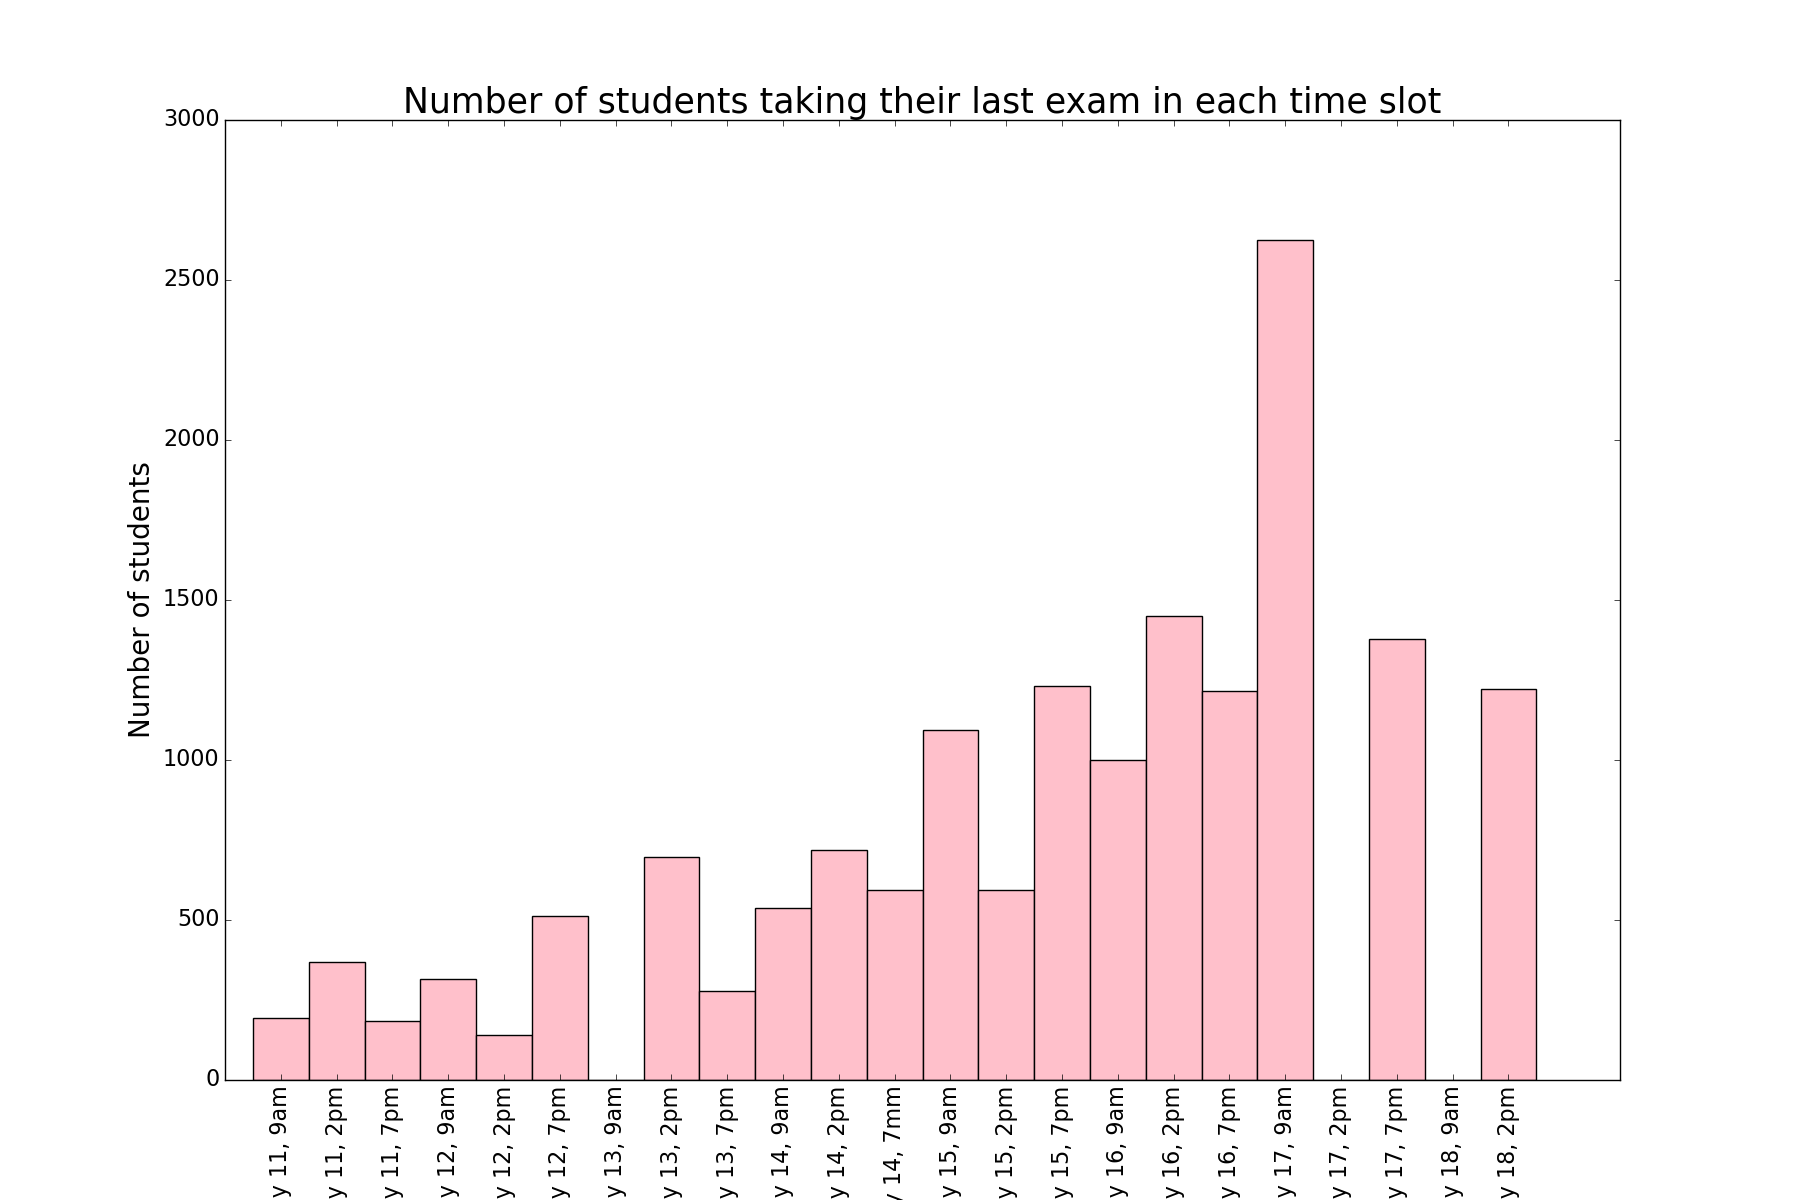 Number of students taking their last exam in each time slot
Number of students
3000
2500
2000
1500
1000
500
0
y 11, 9am
y 11, 2pm
y 11, 7pm
y 12, 9am
y 12, 2pm
y 12, 7pm
y 13, 9am
y 13, 2pm
y 13, 7pm
y 14, 9am
y 14, 2pm
y 14, 7mm
y 15, 9am
y 15, 2pm
y 15, 7pm
y 16, 9am
y 16, 2pm
y 16, 7pm
y 17, 9am
y 17, 2pm
y 17, 7pm
y 18, 9am
y 18, 2pm